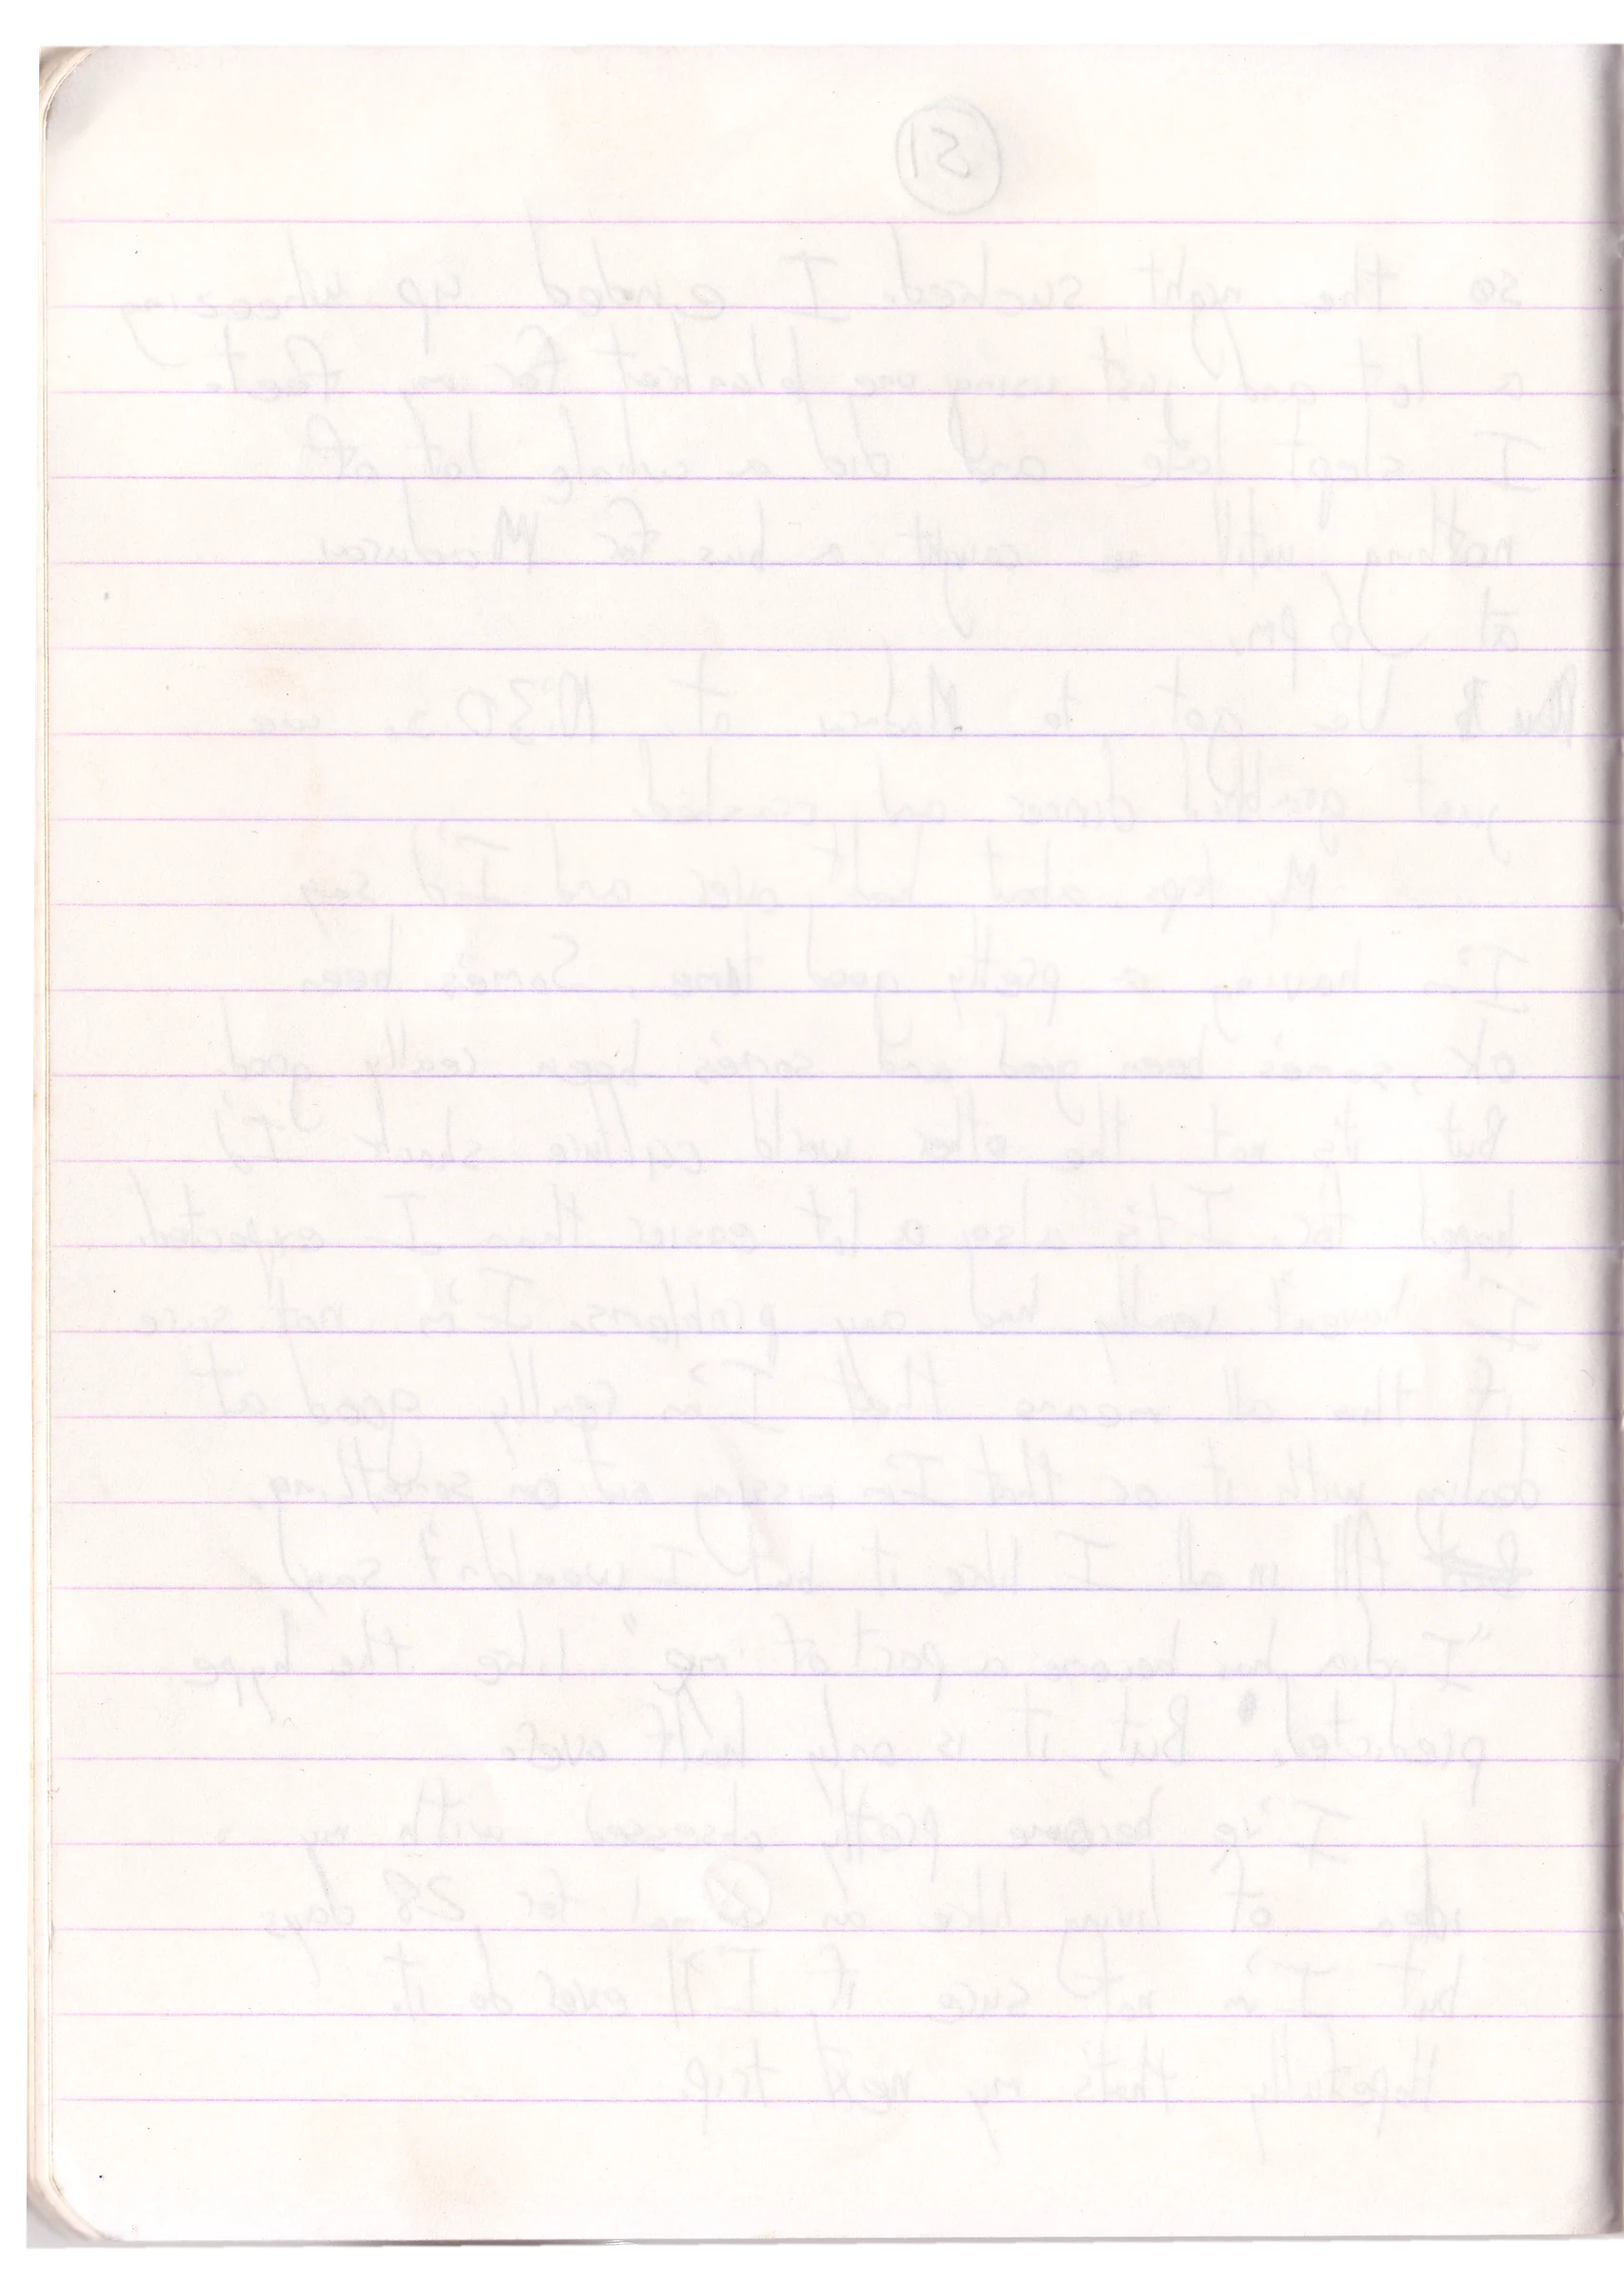 51
so the night sucked. I ended up wheezing
a lot and just using one blanket for my feet.
I slept late and did a whole lot of
nothing until we caught a bus for Madurai
at 6 pm.
We got to Madurai at :30 we
just grabbed dinner and crashed.
My trip about half over and I'd say
I'm having a pretty good time. Some's been
ok, some's been good and some's been really good.
But its not the other world culture shock I'd
hoped for. It's also a lot easier than I expected.
I haven't really had any problems. I'm not sure
if this all means that I'm really good at
dealing with it or that I'm missing out on something.
All in all I like it but I wouldn't say
"India has become a part of me" like the hype
predicted. But, it is only half over.
I've become pretty obsessed with my
idea of living like an for 28 days
but I'm not sure if I'll ever do it.
Hopefully that's my next trip.